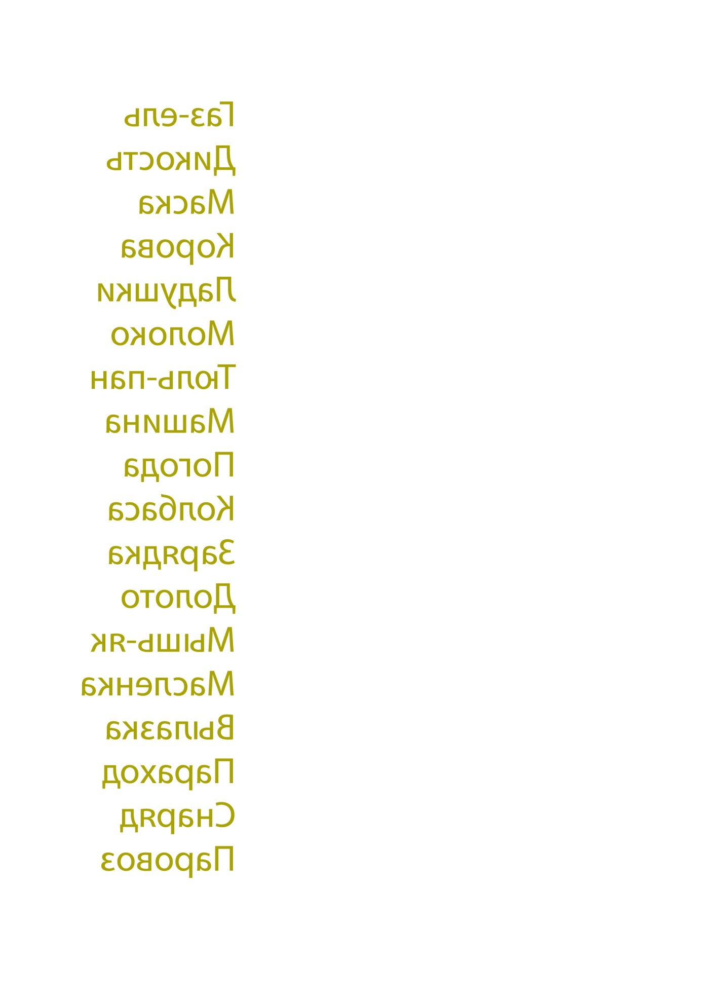 Газ-ель
Дикость
Маска
Корова
Ладушки
Молоко
Тюль-пан
Машина
Погода
Колбаса
Зарядка
Долото
Мышь-як
Масленка
Вылазка
Параход
Снаряд
Паровоз